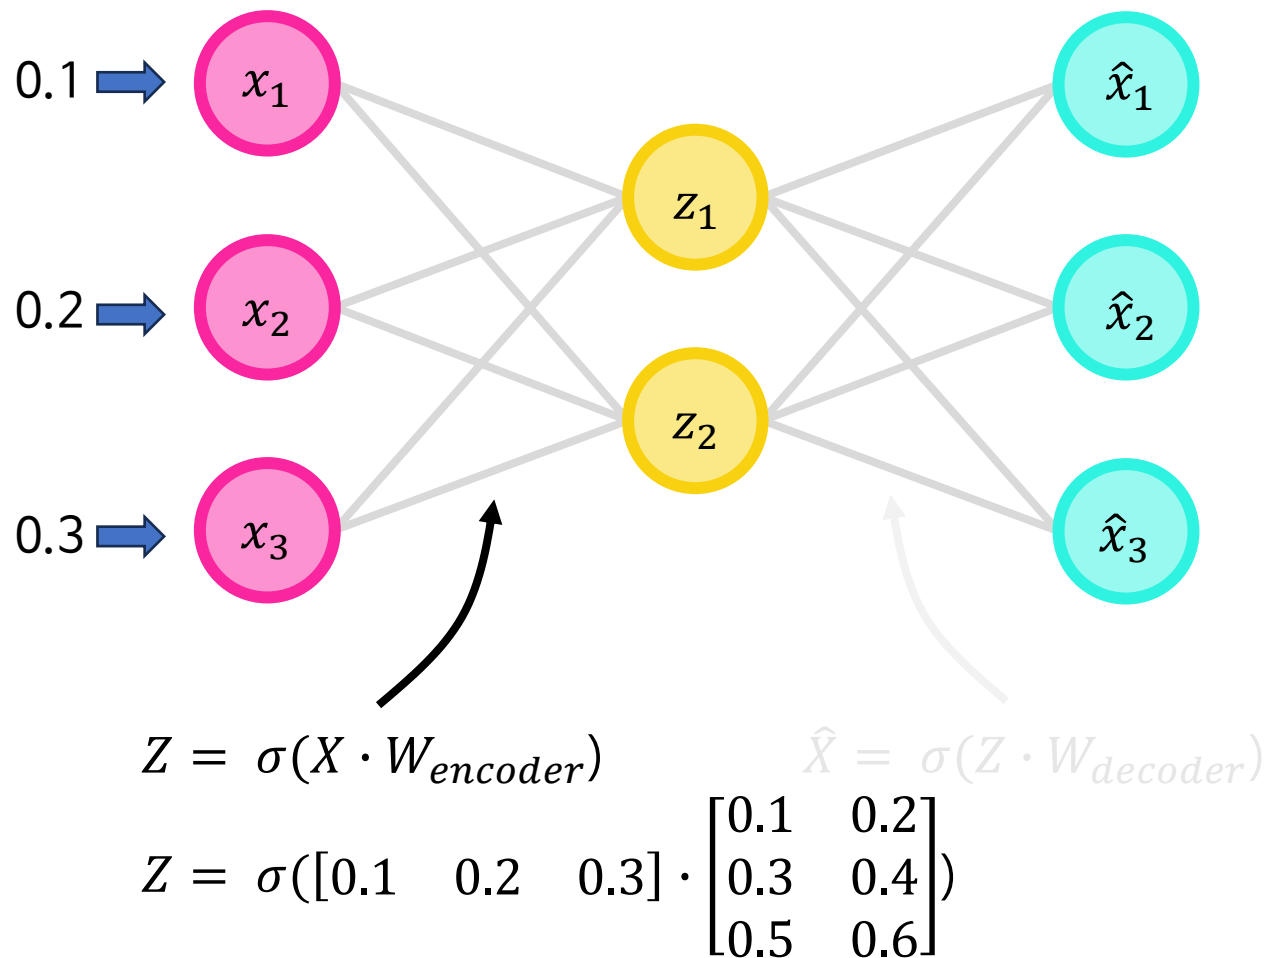 0.1 x₁ x̂₁
z₁
0.2 x₂ x̂₂
z₂
0.3 x₃ x̂₃
Z = σ(X · W_encoder) X̂ = σ(Z · W_decoder)
0.1 0.2
Z = σ([0.1 0.2 0.3] · [0.3 0.4])
0.5 0.6